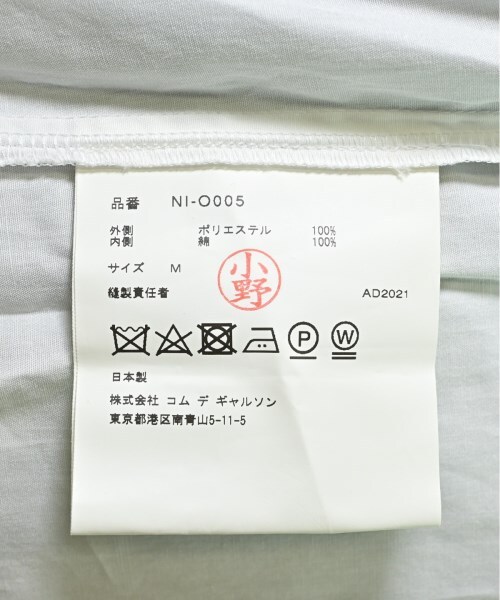 品番 NI-O005
外側 ポリエステル 100%
内側 綿 100%
サイズ M
小野
縫製責任者 AD2021
P W
日本製
株式会社 コム デ ギャルソン
東京都港区南青山5-11-5